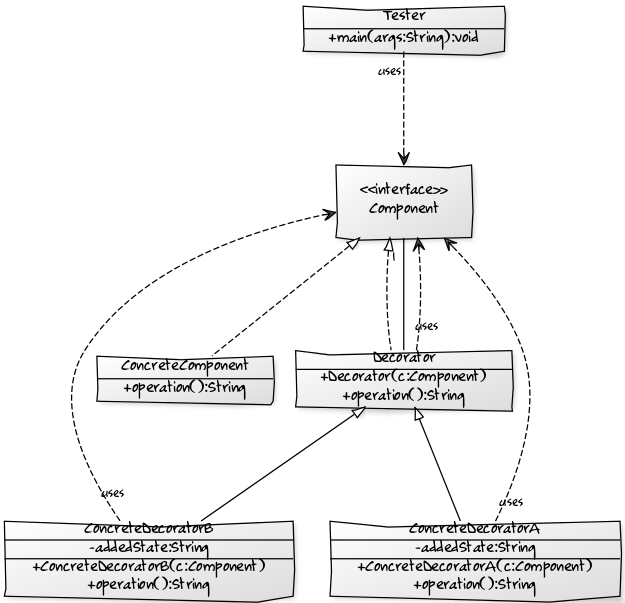 Tester
+main(args:String):void
uses
<<interface>>
Component
uses
ConcreteComponent
+operation():String
Decorator
+Decorator(c:Component)
+operation():String
uses
uses
ConcreteDecoratorB
-addedState:String
+ConcreteDecoratorB(c:Component)
+operation():String
ConcreteDecoratorA
-addedState:String
+ConcreteDecoratorA(c:Component)
+operation():String